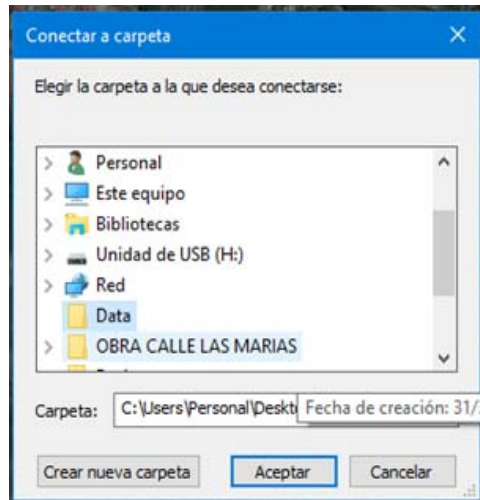 Conectar a carpeta
Elegir la carpeta a la que desea conectarse:
Personal
Este equipo
Bibliotecas
Unidad de USB (H:)
Red
Data
OBRA CALLE LAS MARIAS
Carpeta: C:\Users\Personal\Deskt Fecha de creación: 31/
Crear nueva carpeta Aceptar Cancelar